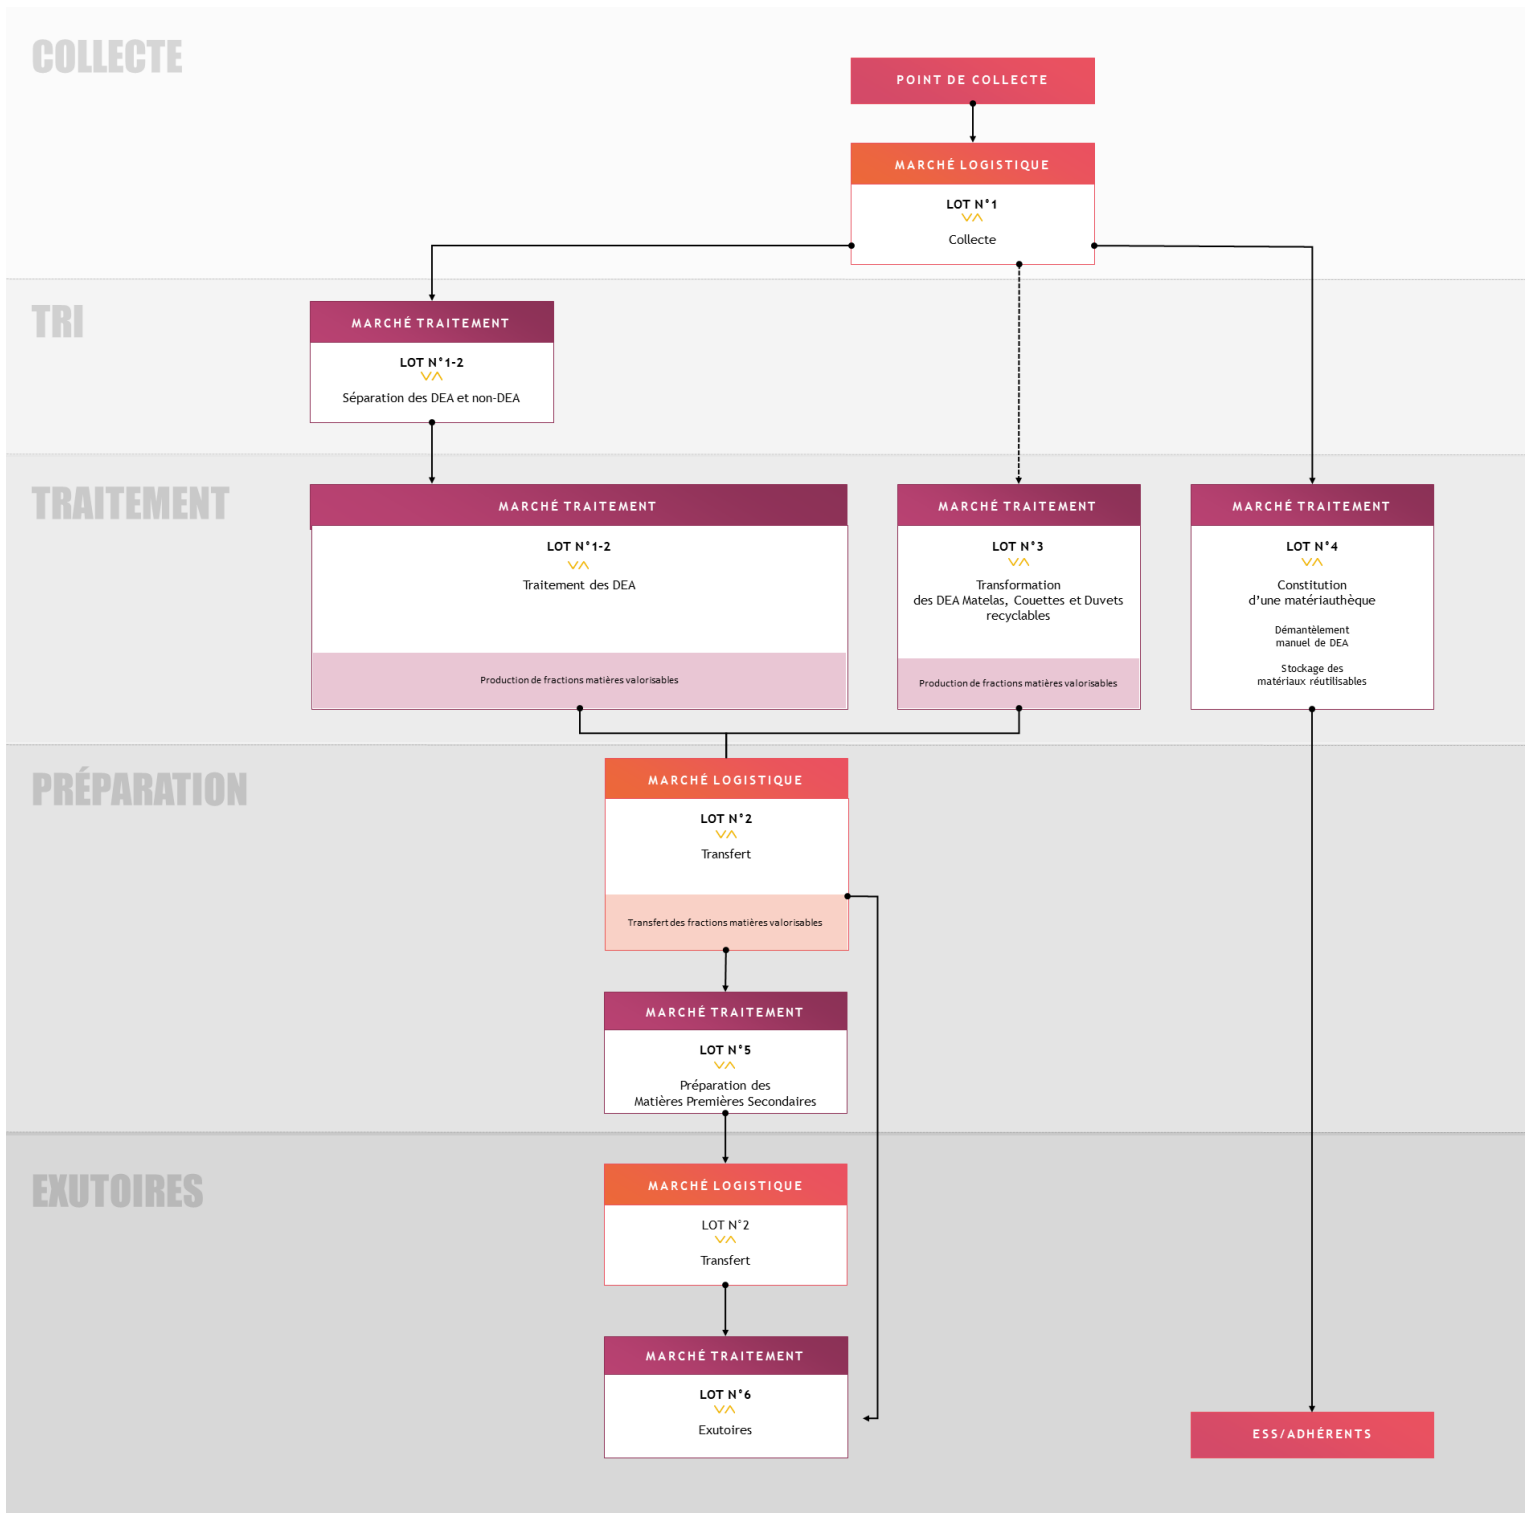 COLLECTE
POINT DE COLLECTE
MARCHÉ LOGISTIQUE
LOT N°1
Collecte
TRI
MARCHÉ TRAITEMENT
LOT N°1-2
Séparation des DEA et non-DEA
TRAITEMENT
MARCHÉ TRAITEMENT
LOT N°1-2
Traitement des DEA
Production de fractions matières valorisables
MARCHÉ TRAITEMENT
LOT N°3
Transformation
des DEA Matelas, Couettes et Duvets
recyclables
Production de fractions matières valorisables
MARCHÉ TRAITEMENT
LOT N°4
Constitution
d’une matériauthèque
Démantèlement
manuel de DEA
Stockage des
matériaux réutilisables
PRÉPARATION
MARCHÉ LOGISTIQUE
LOT N°2
Transfert
Transfert des fractions matières valorisables
MARCHÉ TRAITEMENT
LOT N°5
Préparation des
Matières Premières Secondaires
EXUTOIRES
MARCHÉ LOGISTIQUE
LOT N°2
Transfert
MARCHÉ TRAITEMENT
LOT N°6
Exutoires
ESS/ADHÉRENTS